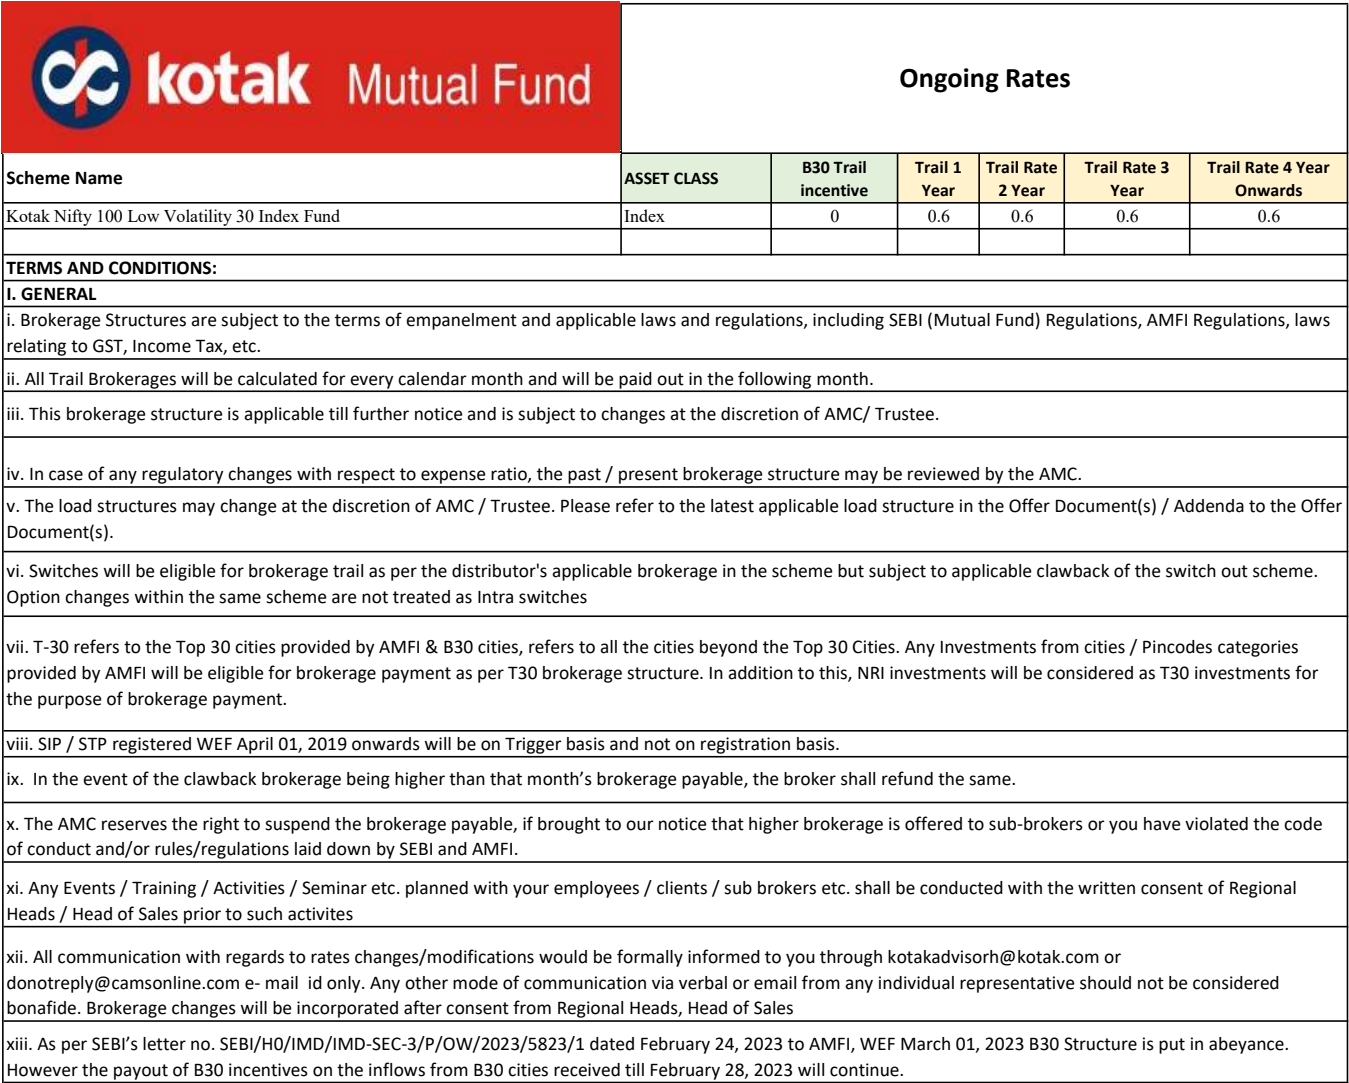 kotak Mutual Fund
Ongoing Rates
Scheme Name ASSET CLASS B30 Trail incentive Trail 1 Year Trail Rate 2 Year Trail Rate 3 Year Trail Rate 4 Year Onwards
Kotak Nifty 100 Low Volatility 30 Index Fund Index 0 0.6 0.6 0.6 0.6
TERMS AND CONDITIONS:
I. GENERAL
i. Brokerage Structures are subject to the terms of empanelment and applicable laws and regulations, including SEBI (Mutual Fund) Regulations, AMFI Regulations, laws
relating to GST, Income Tax, etc.
ii. All Trail Brokerages will be calculated for every calendar month and will be paid out in the following month.
iii. This brokerage structure is applicable till further notice and is subject to changes at the discretion of AMC/ Trustee.
iv. In case of any regulatory changes with respect to expense ratio, the past / present brokerage structure may be reviewed by the AMC.
v. The load structures may change at the discretion of AMC / Trustee. Please refer to the latest applicable load structure in the Offer Document(s) / Addenda to the Offer
Document(s).
vi. Switches will be eligible for brokerage trail as per the distributor's applicable brokerage in the scheme but subject to applicable clawback of the switch out scheme.
Option changes within the same scheme are not treated as Intra switches
vii. T-30 refers to the Top 30 cities provided by AMFI & B30 cities, refers to all the cities beyond the Top 30 Cities. Any Investments from cities / Pincodes categories
provided by AMFI will be eligible for brokerage payment as per T30 brokerage structure. In addition to this, NRI investments will be considered as T30 investments for
the purpose of brokerage payment.
viii. SIP / STP registered WEF April 01, 2019 onwards will be on Trigger basis and not on registration basis.
ix.  In the event of the clawback brokerage being higher than that month’s brokerage payable, the broker shall refund the same.
x. The AMC reserves the right to suspend the brokerage payable, if brought to our notice that higher brokerage is offered to sub-brokers or you have violated the code
of conduct and/or rules/regulations laid down by SEBI and AMFI.
xi. Any Events / Training / Activities / Seminar etc. planned with your employees / clients / sub brokers etc. shall be conducted with the written consent of Regional
Heads / Head of Sales prior to such activites
xii. All communication with regards to rates changes/modifications would be formally informed to you through kotakadvisorh@kotak.com or
donotreply@camsonline.com e- mail  id only. Any other mode of communication via verbal or email from any individual representative should not be considered
bonafide. Brokerage changes will be incorporated after consent from Regional Heads, Head of Sales
xiii. As per SEBI’s letter no. SEBI/H0/IMD/IMD-SEC-3/P/OW/2023/5823/1 dated February 24, 2023 to AMFI, WEF March 01, 2023 B30 Structure is put in abeyance.
However the payout of B30 incentives on the inflows from B30 cities received till February 28, 2023 will continue.